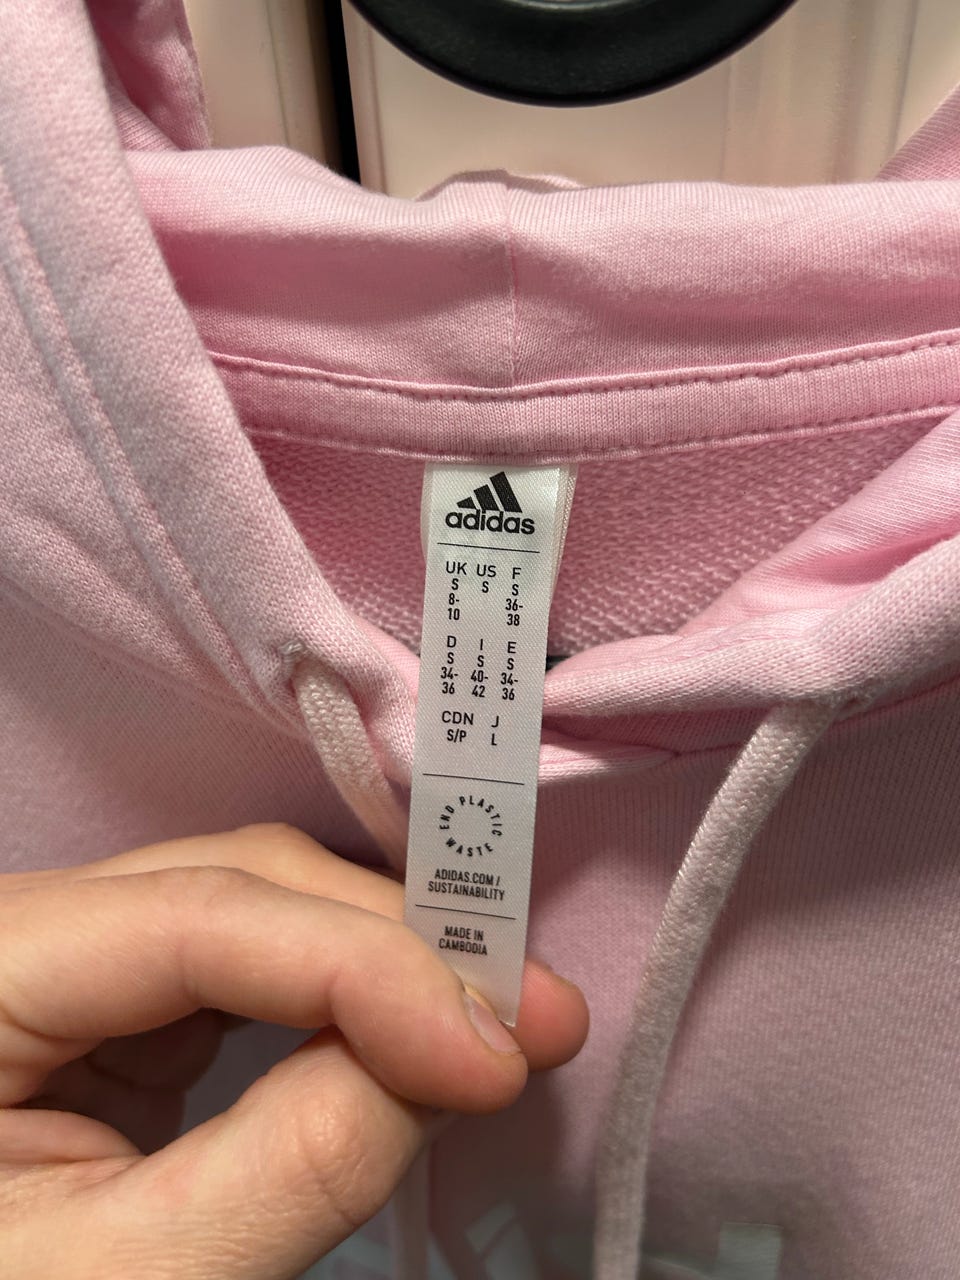 adidas
UK US F
S S S
8- 36-
10 38
D I E
S S S
34- 40- 34-
36 42 36
CDN J
S/P L
END PLASTIC WASTE
ADIDAS.COM /
SUSTAINABILITY
MADE IN
CAMBODIA